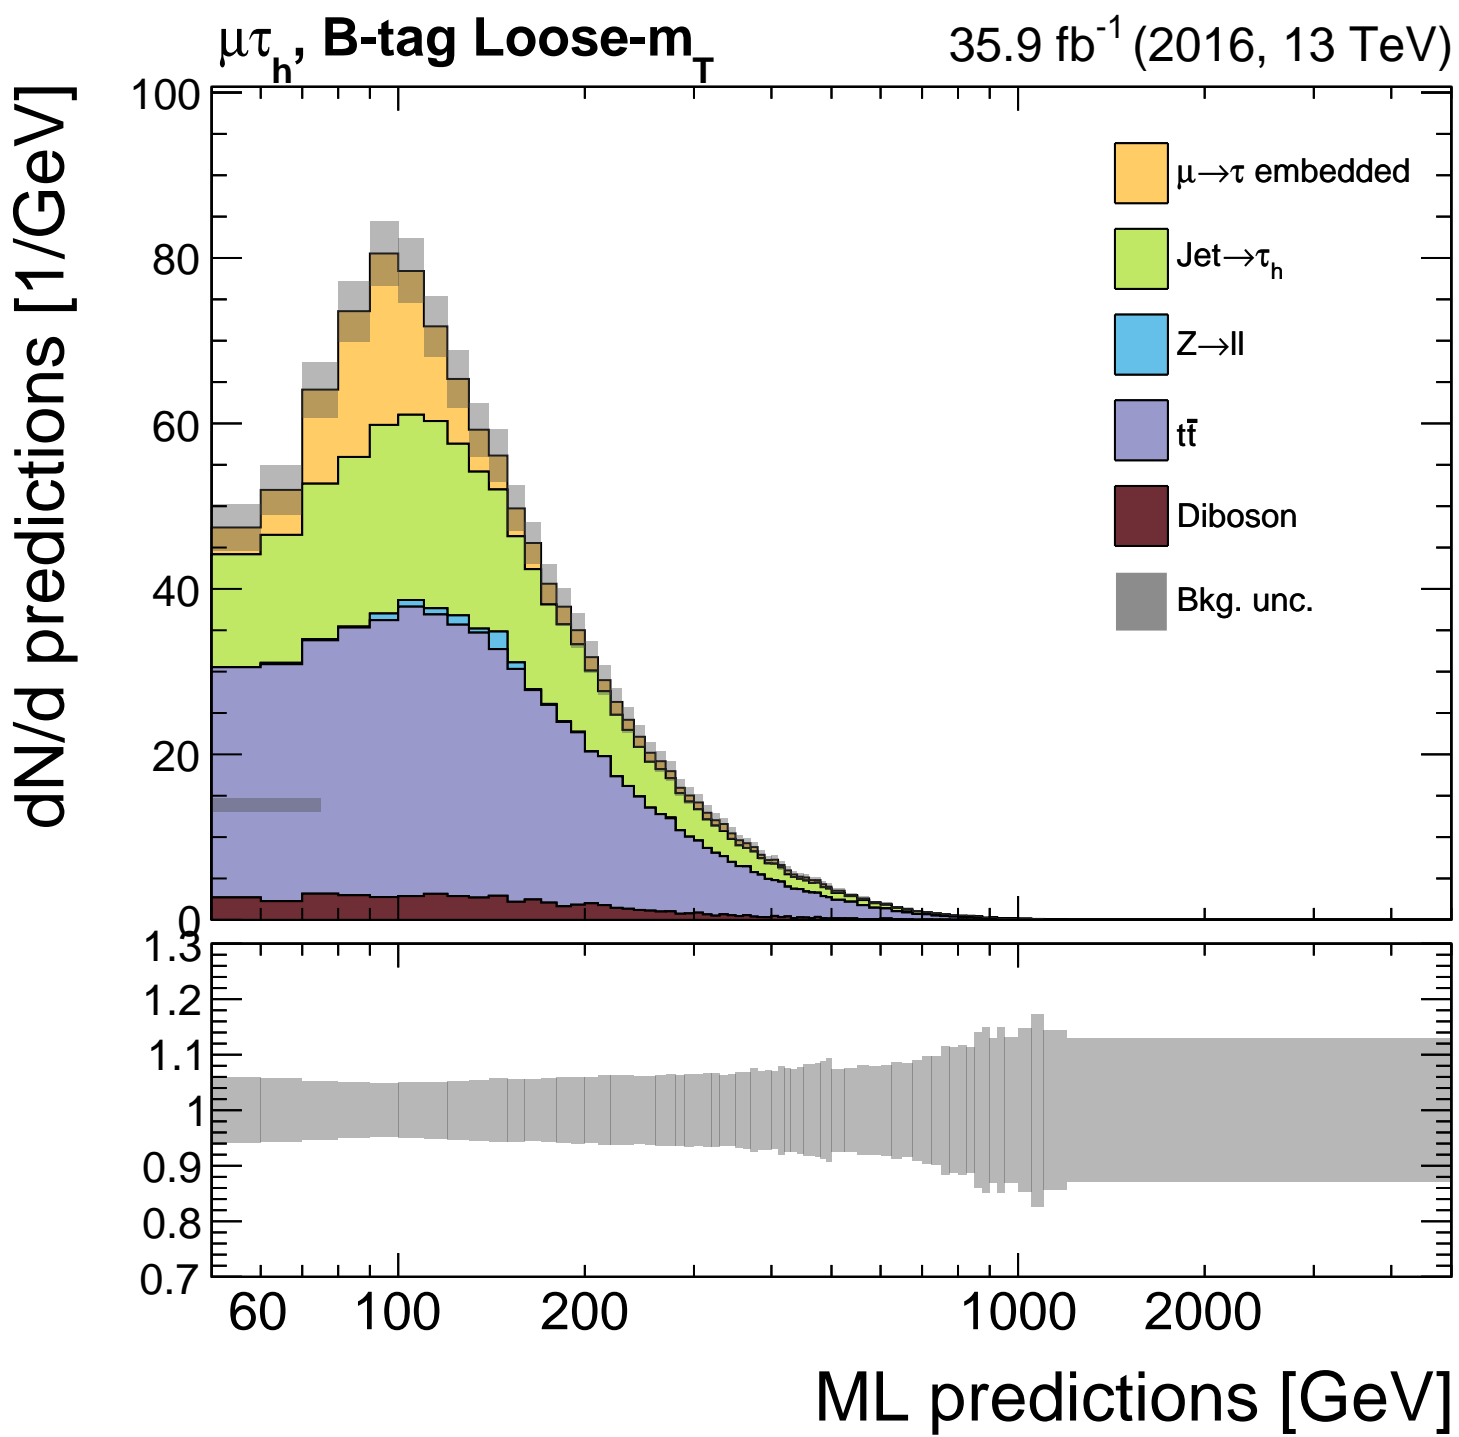 μτh, B-tag Loose-mT
35.9 fb-1 (2016, 13 TeV)
dN/d predictions [1/GeV]
100
80
60
40
20
0
μ→τ embedded
Jet→τh
Z→ll
tt̄
Diboson
Bkg. unc.
1.3
1.2
1.1
1
0.9
0.8
0.7
60 100 200 1000 2000
ML predictions [GeV]